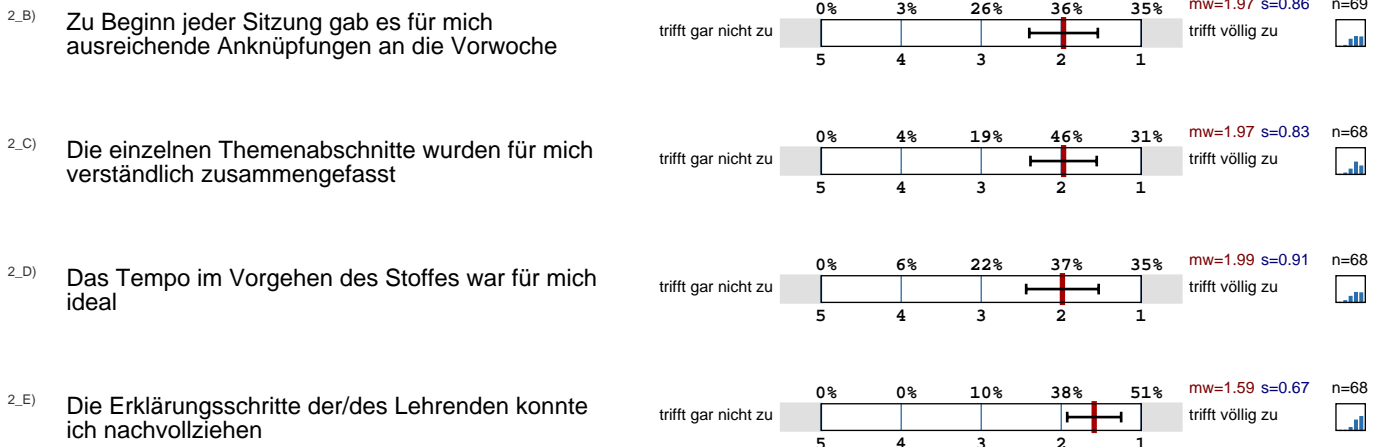 2_B) Zu Beginn jeder Sitzung gab es für mich
ausreichende Anknüpfungen an die Vorwoche
0% 3% 26% 36% 35%
trifft gar nicht zu
5 4 3 2 1
trifft völlig zu
mw=1.97 s=0.86 n=69
2_C) Die einzelnen Themenabschnitte wurden für mich
verständlich zusammengefasst
0% 4% 19% 46% 31%
trifft gar nicht zu
5 4 3 2 1
trifft völlig zu
mw=1.97 s=0.83 n=68
2_D) Das Tempo im Vorgehen des Stoffes war für mich
ideal
0% 6% 22% 37% 35%
trifft gar nicht zu
5 4 3 2 1
trifft völlig zu
mw=1.99 s=0.91 n=68
2_E) Die Erklärungsschritte der/des Lehrenden konnte
ich nachvollziehen
0% 0% 10% 38% 51%
trifft gar nicht zu
5 4 3 2 1
trifft völlig zu
mw=1.59 s=0.67 n=68